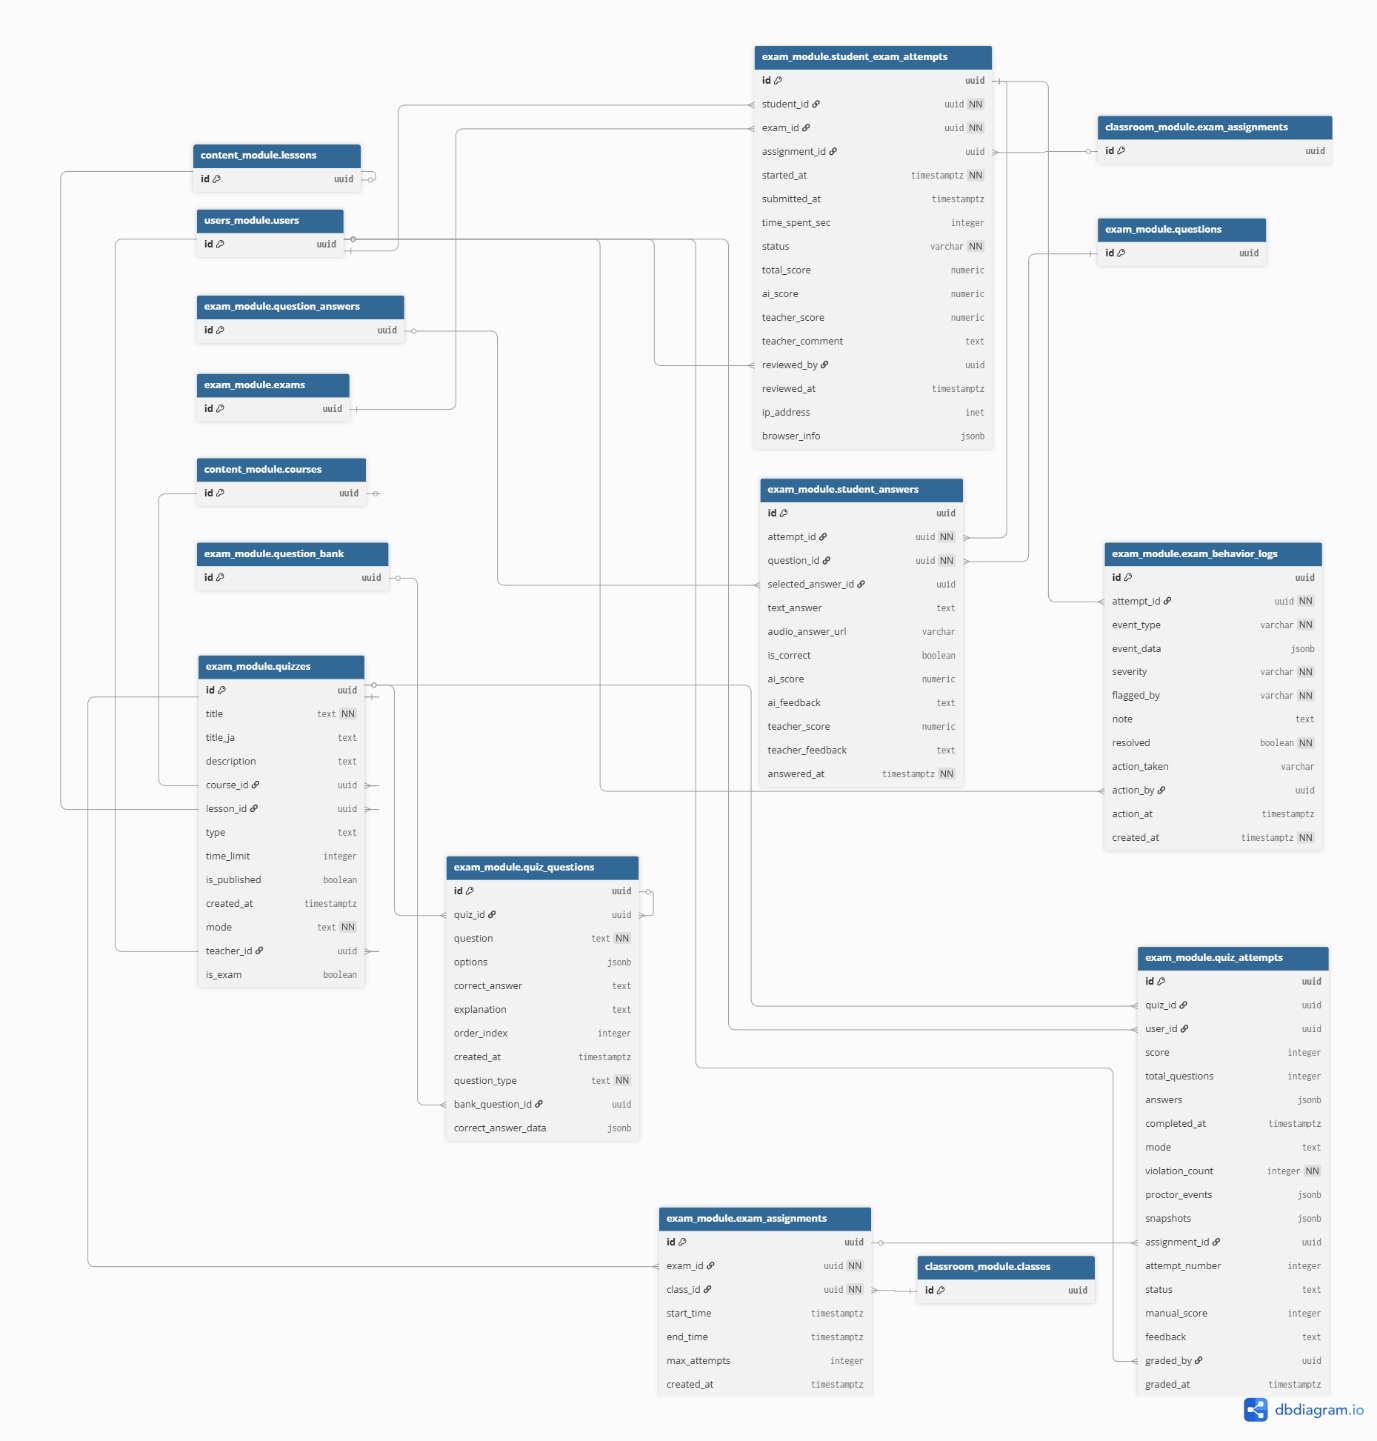 exam_module.student_exam_attempts
id uuid
student_id uuid NN
exam_id uuid NN
assignment_id uuid
started_at timestamptz NN
submitted_at timestamptz
time_spent_sec integer
status varchar NN
total_score numeric
ai_score numeric
teacher_score numeric
teacher_comment text
reviewed_by uuid
reviewed_at timestamptz
ip_address inet
browser_info jsonb
classroom_module.exam_assignments
id uuid
content_module.lessons
id uuid
users_module.users
id uuid
exam_module.questions
id uuid
exam_module.question_answers
id uuid
exam_module.exams
id uuid
content_module.courses
id uuid
exam_module.question_bank
id uuid
exam_module.student_answers
id uuid
attempt_id uuid NN
question_id uuid NN
selected_answer_id uuid
text_answer text
audio_answer_url varchar
is_correct boolean
ai_score numeric
ai_feedback text
teacher_score numeric
teacher_feedback text
answered_at timestamptz NN
exam_module.exam_behavior_logs
id uuid
attempt_id uuid NN
event_type varchar NN
event_data jsonb
severity varchar NN
flagged_by varchar NN
note text
resolved boolean NN
action_taken varchar
action_by uuid
action_at timestamptz
created_at timestamptz NN
exam_module.quizzes
id uuid
title text NN
title_ja text
description text
course_id uuid
lesson_id uuid
type text
time_limit integer
is_published boolean
created_at timestamptz
mode text NN
teacher_id uuid
is_exam boolean
exam_module.quiz_questions
id uuid
quiz_id uuid
question text NN
options jsonb
correct_answer text
explanation text
order_index integer
created_at timestamptz
question_type text NN
bank_question_id uuid
correct_answer_data jsonb
exam_module.quiz_attempts
id uuid
quiz_id uuid
user_id uuid
score integer
total_questions integer
answers jsonb
completed_at timestamptz
mode text
violation_count integer NN
proctor_events jsonb
snapshots jsonb
assignment_id uuid
attempt_number integer
status text
manual_score integer
feedback text
graded_by uuid
graded_at timestamptz
exam_module.exam_assignments
id uuid
exam_id uuid NN
class_id uuid NN
start_time timestamptz
end_time timestamptz
max_attempts integer
created_at timestamptz
classroom_module.classes
id uuid
dbdiagram.io